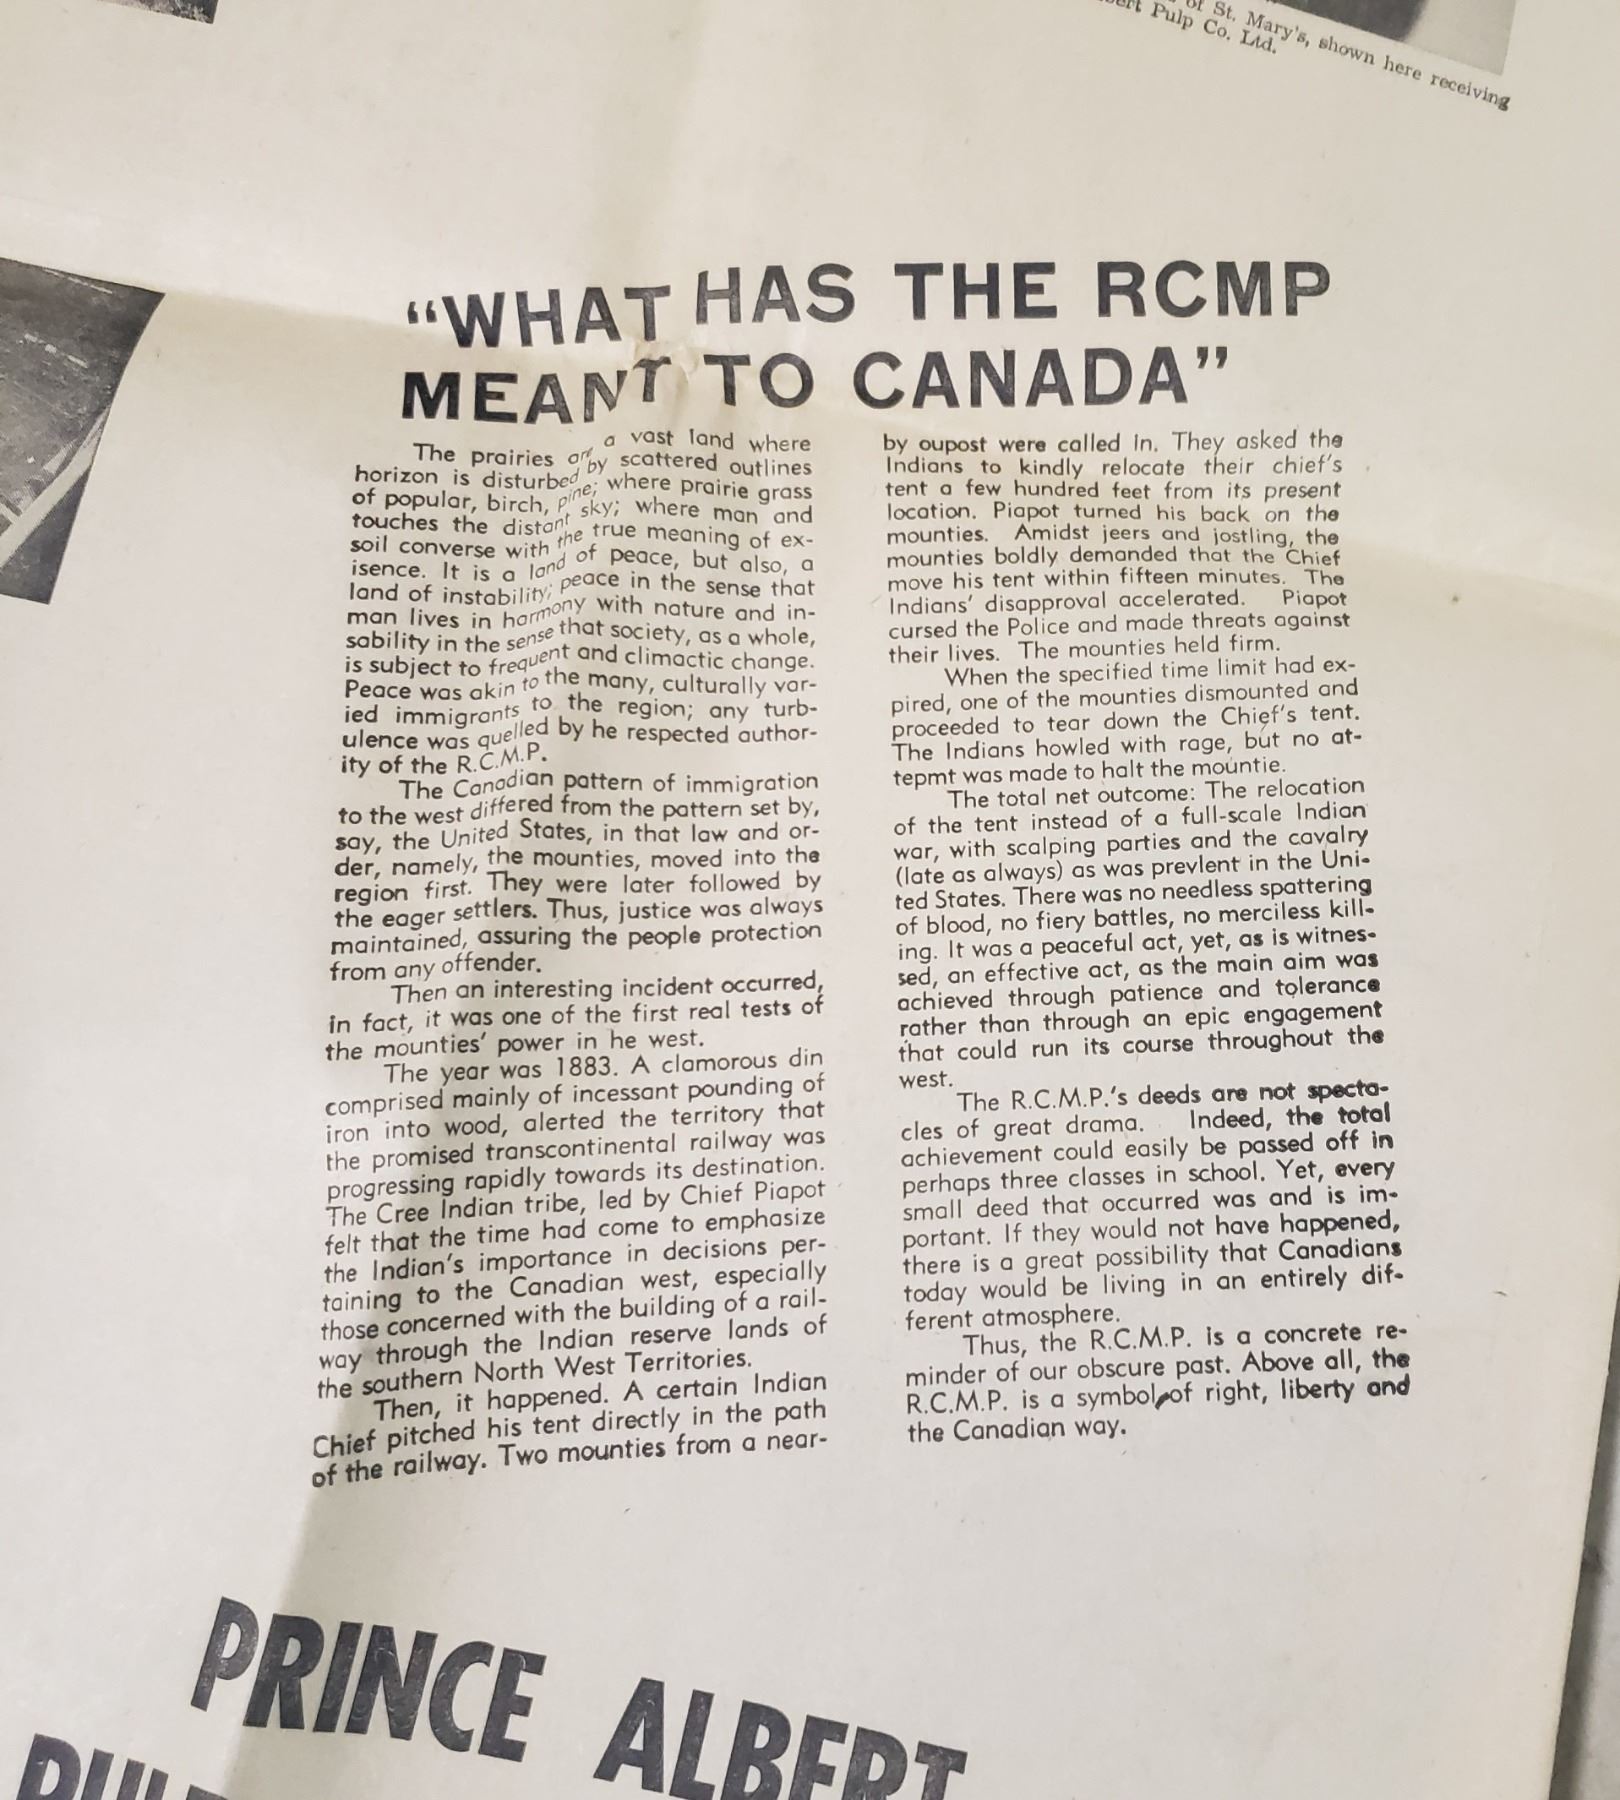 of St. Mary's, shown here receiving
ert Pulp Co. Ltd.
“WHAT HAS THE RCMP
MEANT TO CANADA”
The prairies are a vast land where
horizon is disturbed by scattered outlines
of popular, birch, pine; where prairie grass
touches the distant sky; where man and
soil converse with the true meaning of ex-
isence. It is a land of peace, but also, a
land of instability; peace in the sense that
man lives in harmony with nature and in-
sability in the sense that society, as a whole,
is subject to frequent and climactic change.
Peace was akin to the many, culturally var-
ied immigrants to the region; any turb-
ulence was quelled by he respected author-
ity of the R.C.M.P.
The Canadian pattern of immigration
to the west differed from the pattern set by,
say, the United States, in that law and or-
der, namely, the mounties, moved into the
region first. They were later followed by
the eager settlers. Thus, justice was always
maintained, assuring the people protection
from any offender.
Then an interesting incident occurred,
in fact, it was one of the first real tests of
the mounties' power in he west.
The year was 1883. A clamorous din
comprised mainly of incessant pounding of
iron into wood, alerted the territory that
the promised transcontinental railway was
progressing rapidly towards its destination.
The Cree Indian tribe, led by Chief Piapot
felt that the time had come to emphasize
the Indian's importance in decisions per-
taining to the Canadian west, especially
those concerned with the building of a rail-
way through the Indian reserve lands of
the southern North West Territories.
Then, it happened. A certain Indian
Chief pitched his tent directly in the path
of the railway. Two mounties from a near-
by oupost were called in. They asked the
Indians to kindly relocate their chief's
tent a few hundred feet from its present
location. Piapot turned his back on the
mounties. Amidst jeers and jostling, the
mounties boldly demanded that the Chief
move his tent within fifteen minutes. The
Indians' disapproval accelerated. Piapot
cursed the Police and made threats against
their lives. The mounties held firm.
When the specified time limit had ex-
pired, one of the mounties dismounted and
proceeded to tear down the Chief's tent.
The Indians howled with rage, but no at-
tepmt was made to halt the mountie.
The total net outcome: The relocation
of the tent instead of a full-scale Indian
war, with scalping parties and the cavalry
(late as always) as was prevlent in the Uni-
ted States. There was no needless spattering
of blood, no fiery battles, no merciless kill-
ing. It was a peaceful act, yet, as is witnes-
sed, an effective act, as the main aim was
achieved through patience and tolerance
rather than through an epic engagement
that could run its course throughout the
west.
The R.C.M.P.'s deeds are not specta-
cles of great drama. Indeed, the total
achievement could easily be passed off in
perhaps three classes in school. Yet, every
small deed that occurred was and is im-
portant. If they would not have happened,
there is a great possibility that Canadians
today would be living in an entirely dif-
ferent atmosphere.
Thus, the R.C.M.P. is a concrete re-
minder of our obscure past. Above all, the
R.C.M.P. is a symbol of right, liberty and
the Canadian way.
PRINCE ALBERT